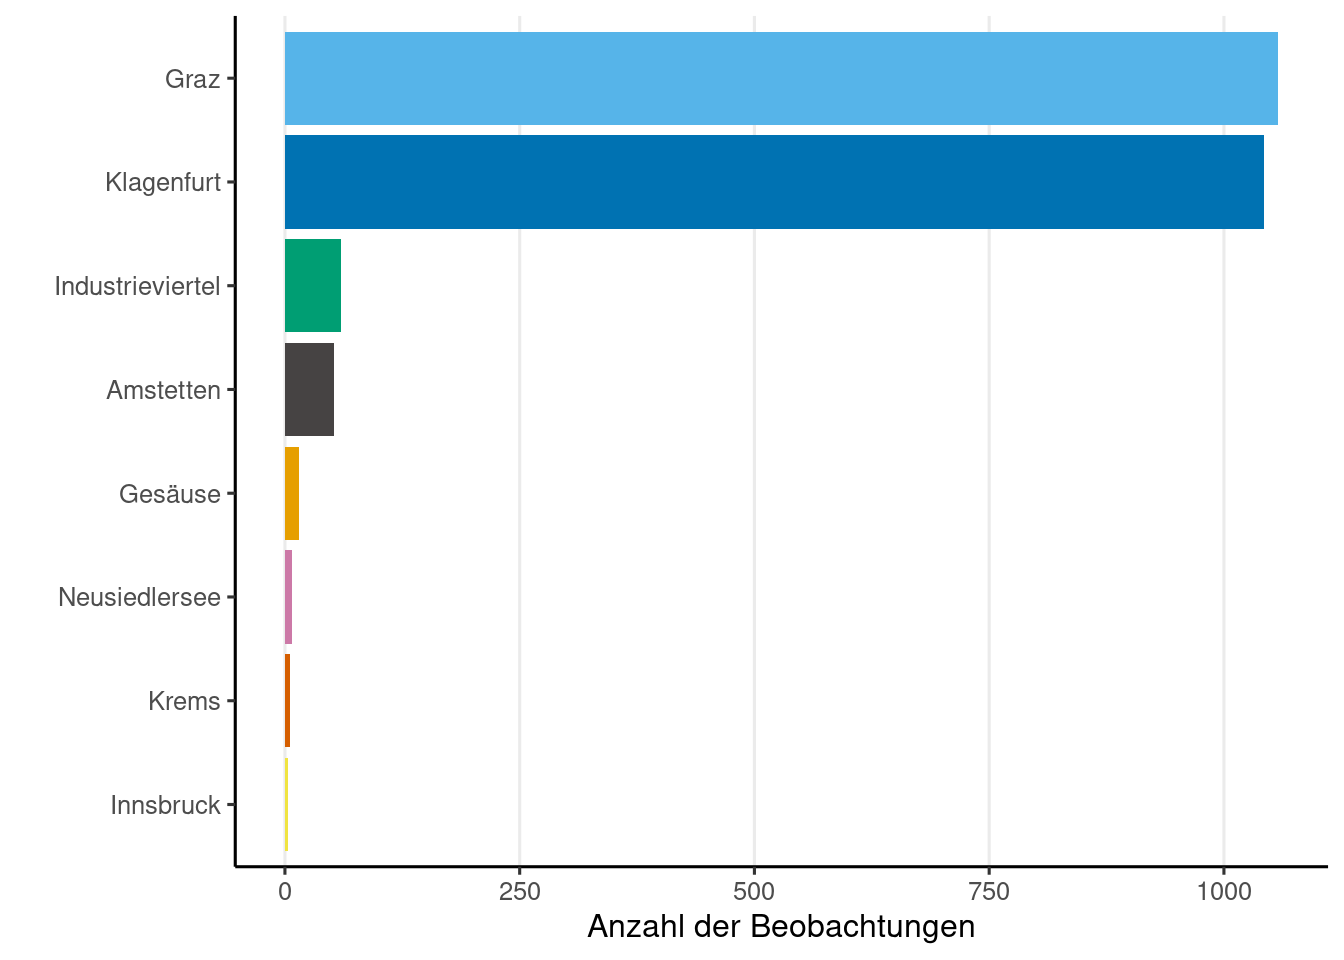 Graz
Klagenfurt
Industrieviertel
Amstetten
Gesäuse
Neusiedlersee
Krems
Innsbruck
0 250 500 750 1000
Anzahl der Beobachtungen